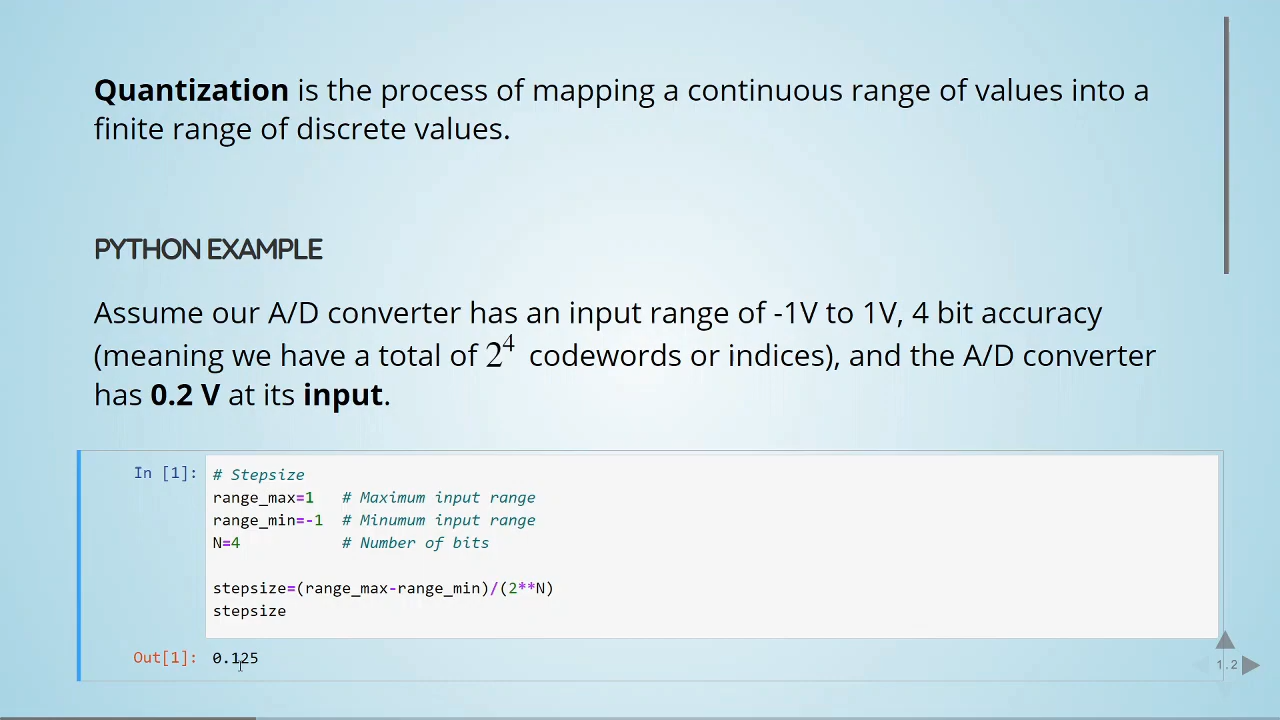 Quantization is the process of mapping a continuous range of values into a
finite range of discrete values.
PYTHON EXAMPLE
Assume our A/D converter has an input range of -1V to 1V, 4 bit accuracy
(meaning we have a total of 2⁴ codewords or indices), and the A/D converter
has 0.2 V at its input.
In [1]: # Stepsize
range_max=1 # Maximum input range
range_min=-1 # Minumum input range
N=4 # Number of bits
stepsize=(range_max-range_min)/(2**N)
stepsize
Out[1]: 0.125
1.2